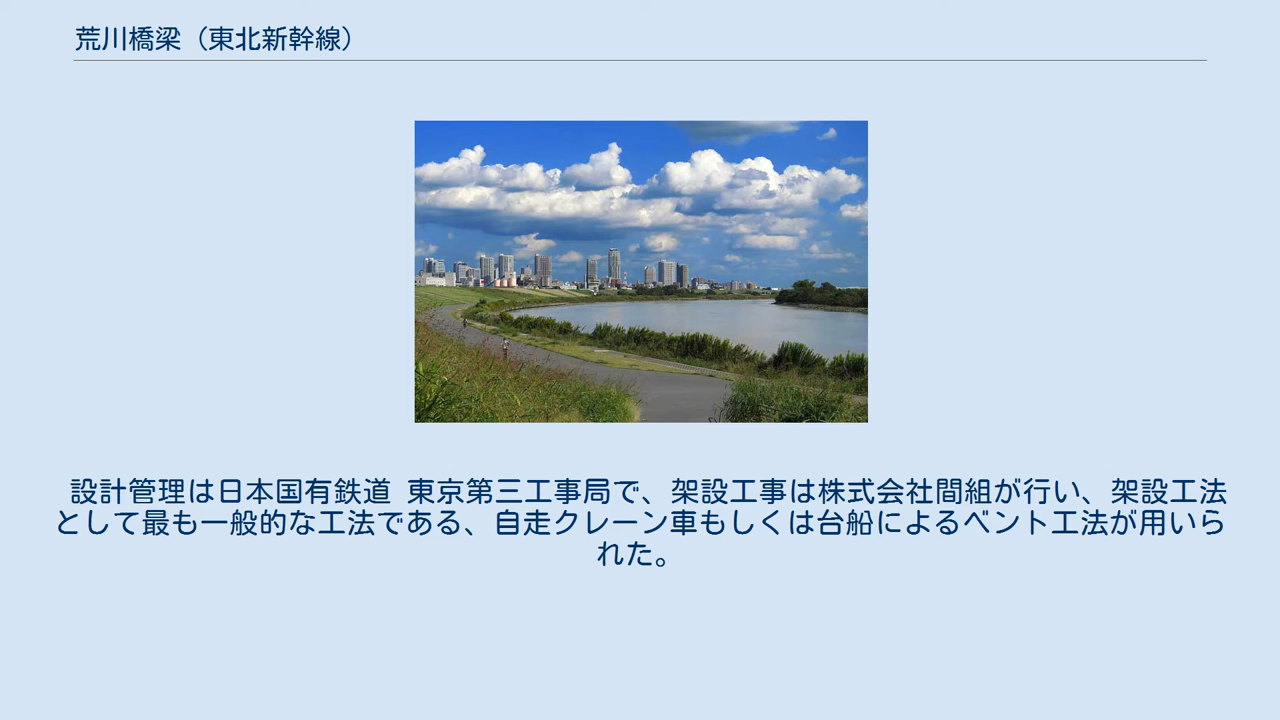 荒川橋梁（東北新幹線）
設計管理は日本国有鉄道 東京第三工事局で、架設工事は株式会社間組が行い、架設工法
として最も一般的な工法である、自走クレーン車もしくは台船によるベント工法が用いら
れた。